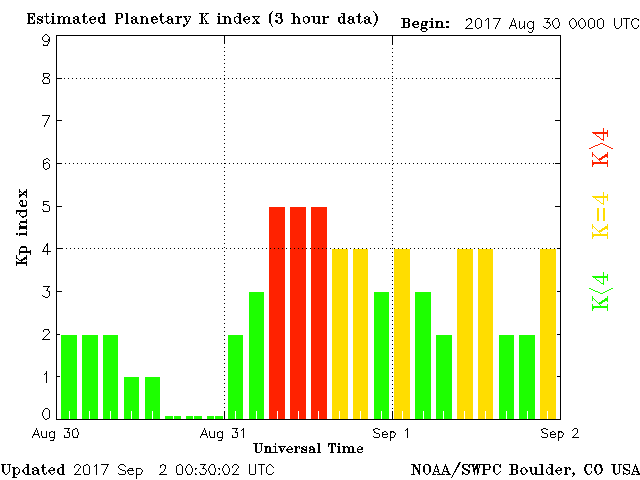 Estimated Planetary K index (3 hour data)
Begin: 2017 Aug 30 0000 UTC
9
8
7
6
5
4
3
2
1
0
Kp index
K>4
K=4
K<4
Aug 30
Aug 31
Sep 1
Sep 2
Universal Time
Updated 2017 Sep 2 00:30:02 UTC
NOAA/SWPC Boulder, CO USA